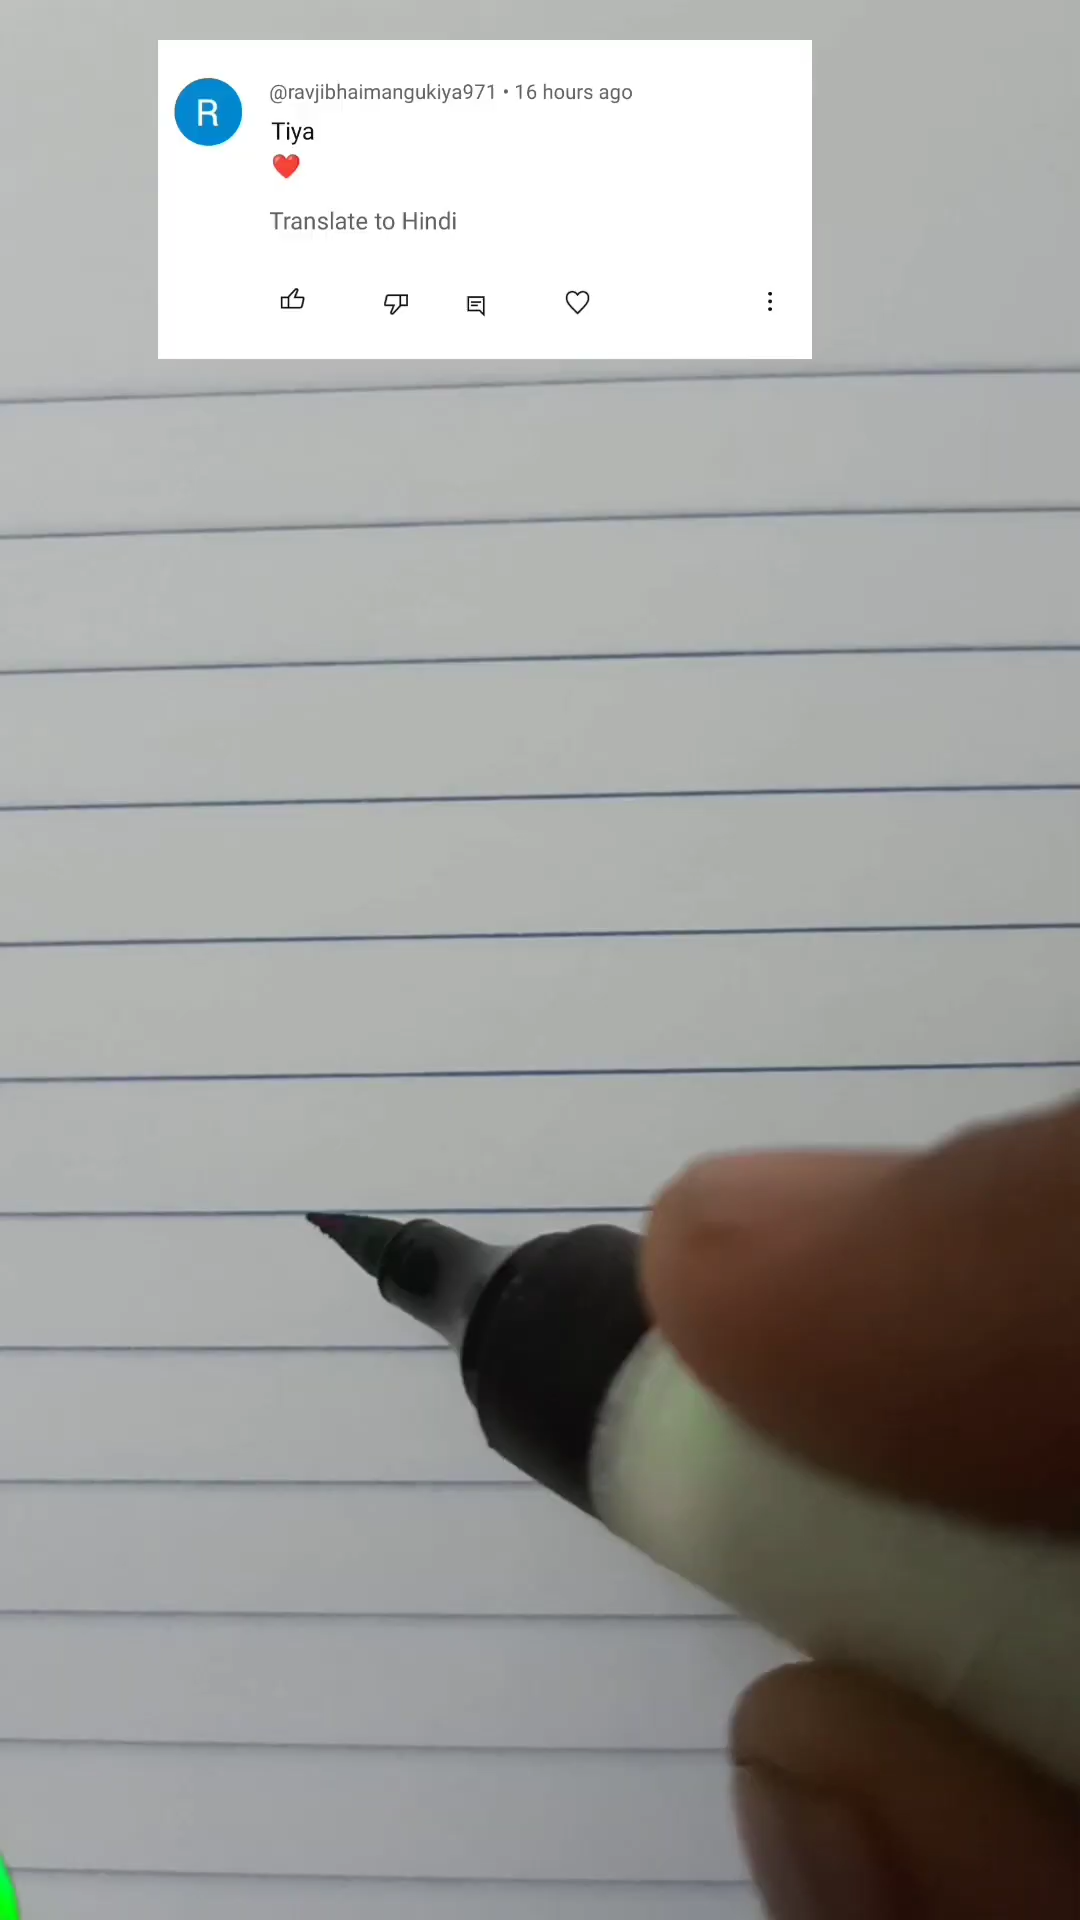 R
@ravjibhaimangukiya971 • 16 hours ago
Tiya
❤️
Translate to Hindi